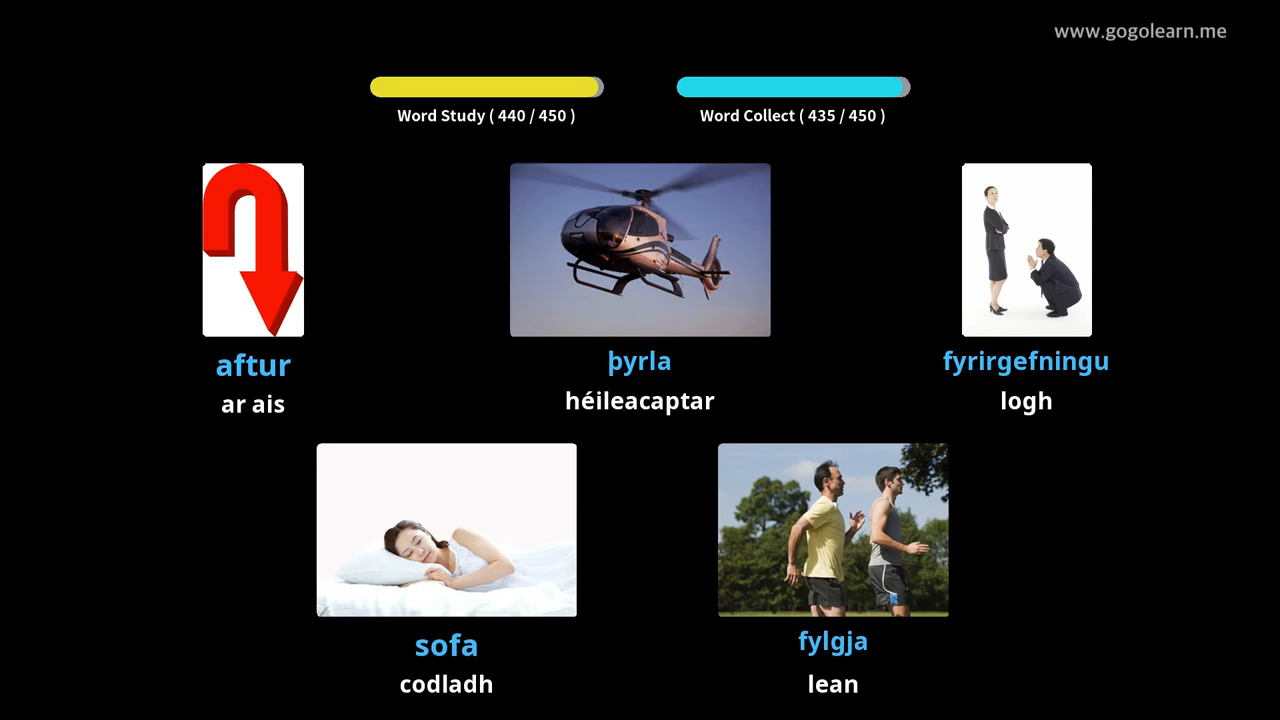 www.gogolearn.me
Word Study ( 440 / 450 )
Word Collect ( 435 / 450 )
aftur
ar ais
þyrla
héileacaptar
fyrirgefningu
logh
sofa
codladh
fylgja
lean